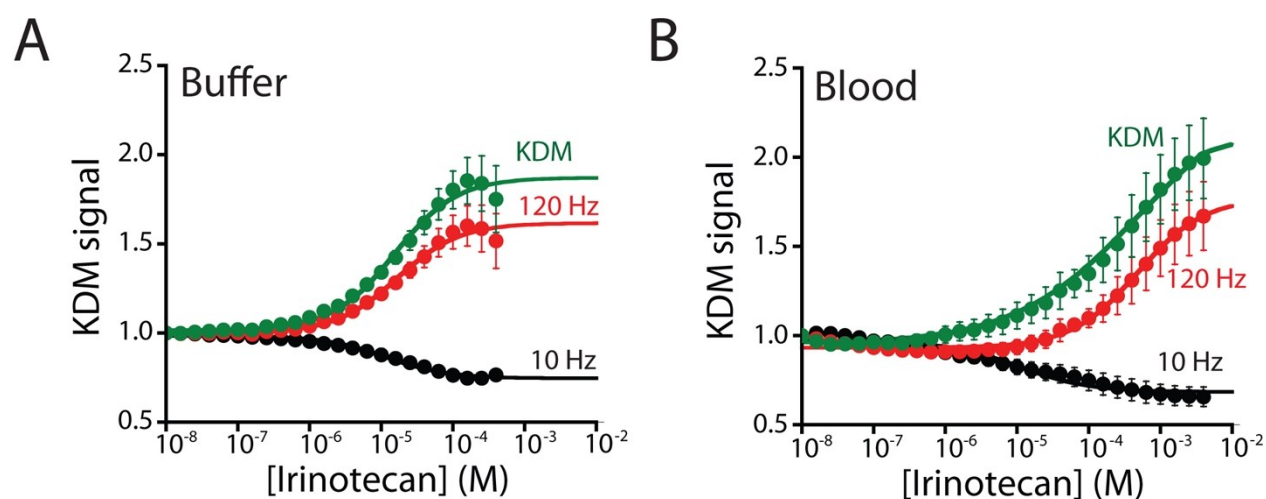 A
Buffer
KDM signal
2.5
2.0
1.5
1.0
0.5
KDM
120 Hz
10 Hz
10-8
10-7
10-6
10-5
10-4
10-3
10-2
[Irinotecan] (M)
B
Blood
KDM signal
2.5
2.0
1.5
1.0
0.5
KDM
120 Hz
10 Hz
10-8
10-7
10-6
10-5
10-4
10-3
10-2
[Irinotecan] (M)